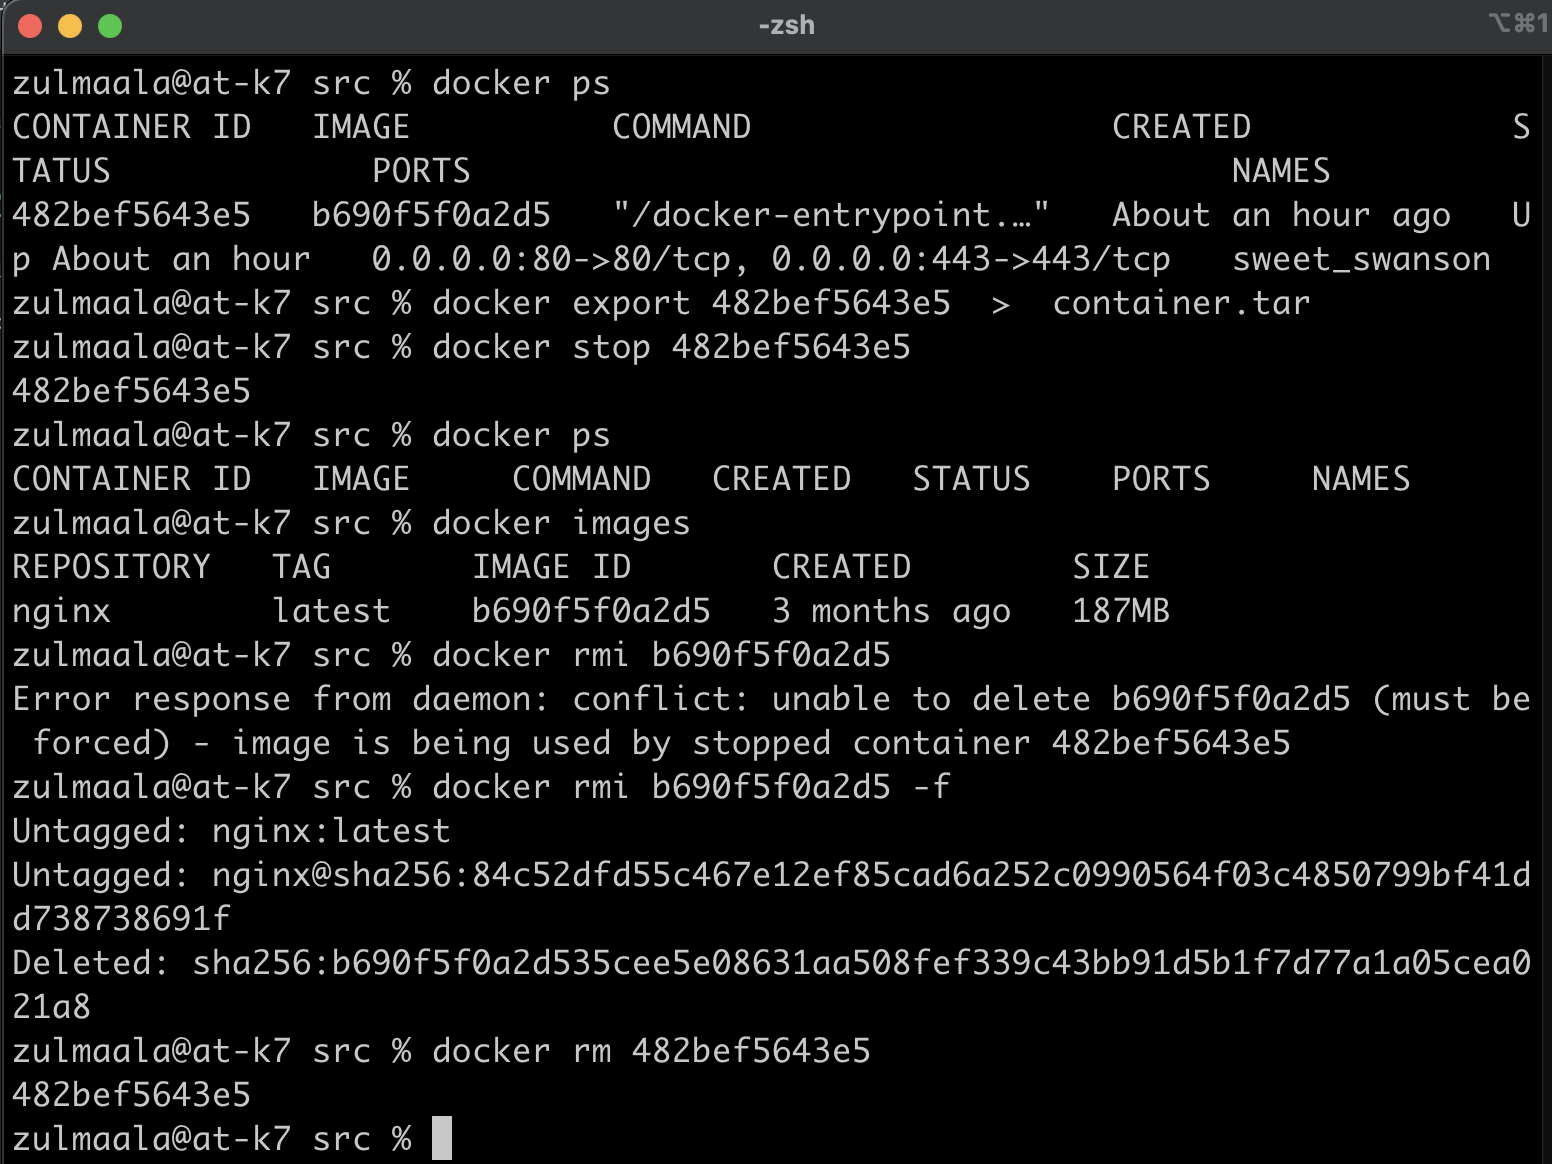 -zsh
⌥⌘1
zulmaala@at-k7 src % docker ps
CONTAINER ID   IMAGE          COMMAND                  CREATED             S
TATUS             PORTS                                      NAMES
482bef5643e5   b690f5f0a2d5   "/docker-entrypoint.…"   About an hour ago   U
p About an hour   0.0.0.0:80->80/tcp, 0.0.0.0:443->443/tcp   sweet_swanson
zulmaala@at-k7 src % docker export 482bef5643e5  >  container.tar
zulmaala@at-k7 src % docker stop 482bef5643e5
482bef5643e5
zulmaala@at-k7 src % docker ps
CONTAINER ID   IMAGE     COMMAND   CREATED   STATUS    PORTS     NAMES
zulmaala@at-k7 src % docker images
REPOSITORY   TAG       IMAGE ID       CREATED        SIZE
nginx        latest    b690f5f0a2d5   3 months ago   187MB
zulmaala@at-k7 src % docker rmi b690f5f0a2d5
Error response from daemon: conflict: unable to delete b690f5f0a2d5 (must be
 forced) - image is being used by stopped container 482bef5643e5
zulmaala@at-k7 src % docker rmi b690f5f0a2d5 -f
Untagged: nginx:latest
Untagged: nginx@sha256:84c52dfd55c467e12ef85cad6a252c0990564f03c4850799bf41d
d738738691f
Deleted: sha256:b690f5f0a2d535cee5e08631aa508fef339c43bb91d5b1f7d77a1a05cea0
21a8
zulmaala@at-k7 src % docker rm 482bef5643e5
482bef5643e5
zulmaala@at-k7 src %